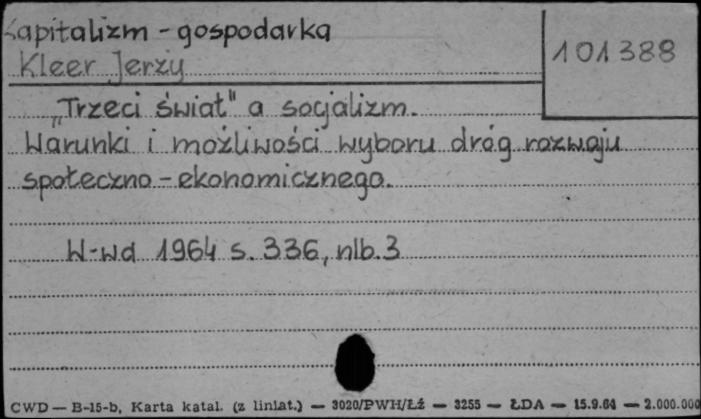 Kapitalizm - gospodarka
101388
Kleer Jerzy
"Trzeci świat" a socjalizm.
Warunki i możliwości wyboru dróg rozwoju
społeczno - ekonomicznego.
W-wa 1964 s. 336, nlb. 3
CWD — B-15-b, Karta katal. (z liniat.) — 3020/PWH/Łź — 3255 — ŁDA — 15.9.64 — 2.000.000